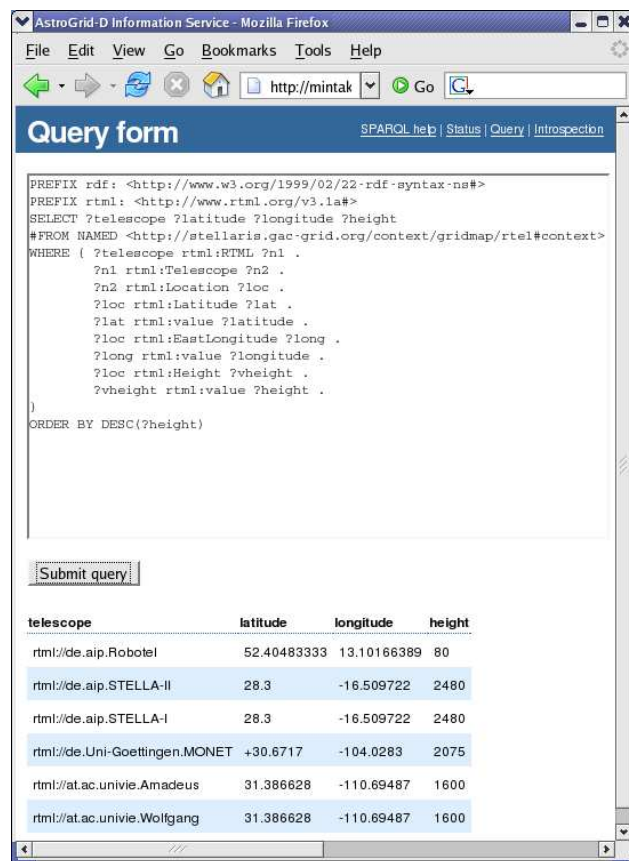 AstroGrid-D Information Service - Mozilla Firefox
File Edit View Go Bookmarks Tools Help
http://mintak Go G
Query form
SPARQL help | Status | Query | Introspection
PREFIX rdf: <http://www.w3.org/1999/02/22-rdf-syntax-ns#>
PREFIX rtml: <http://www.rtml.org/v3.1a#>
SELECT ?telescope ?latitude ?longitude ?height
#FROM NAMED <http://stellaris.gac-grid.org/context/gridmap/rtel#context>
WHERE { ?telescope rtml:RTML ?n1 .
?n1 rtml:Telescope ?n2 .
?n2 rtml:Location ?loc .
?loc rtml:Latitude ?lat .
?lat rtml:value ?latitude .
?loc rtml:EastLongitude ?long .
?long rtml:value ?longitude .
?loc rtml:Height ?vheight .
?vheight rtml:value ?height .
}
ORDER BY DESC(?height)
Submit query
telescope latitude longitude height
rtml://de.aip.Robotel 52.40483333 13.10166389 80
rtml://de.aip.STELLA-II 28.3 -16.509722 2480
rtml://de.aip.STELLA-I 28.3 -16.509722 2480
rtml://de.Uni-Goettingen.MONET +30.6717 -104.0283 2075
rtml://at.ac.univie.Amadeus 31.386628 -110.69487 1600
rtml://at.ac.univie.Wolfgang 31.386628 -110.69487 1600